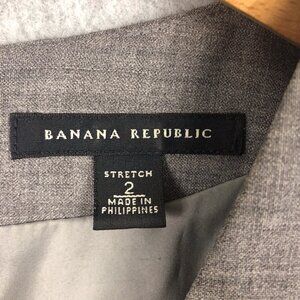 BANANA REPUBLIC
STRETCH
2
MADE IN
PHILIPPINES